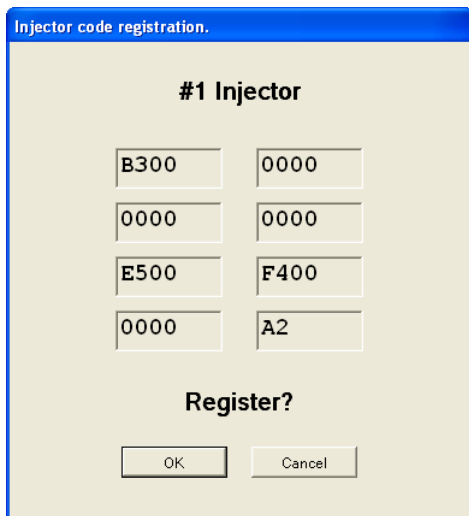 Injector code registration.
#1 Injector
B300 0000
0000 0000
E500 F400
0000 A2
Register?
OK Cancel